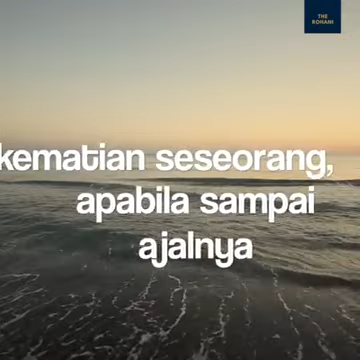 THE
ROHANI
kematian seseorang,
apabila sampai
ajalnya